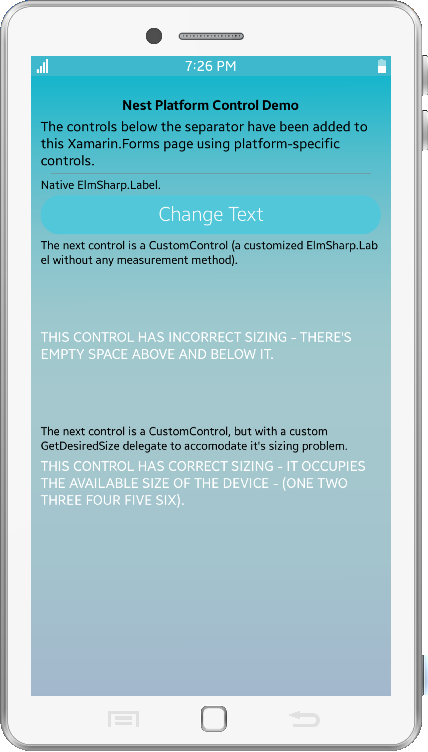 7:26 PM
Nest Platform Control Demo
The controls below the separator have been added to
this Xamarin.Forms page using platform-specific
controls.
Native ElmSharp.Label.
Change Text
The next control is a CustomControl (a customized ElmSharp.Lab
el without any measurement method).
THIS CONTROL HAS INCORRECT SIZING - THERE'S
EMPTY SPACE ABOVE AND BELOW IT.
The next control is a CustomControl, but with a custom
GetDesiredSize delegate to accomodate it's sizing problem.
THIS CONTROL HAS CORRECT SIZING - IT OCCUPIES
THE AVAILABLE SIZE OF THE DEVICE - (ONE TWO
THREE FOUR FIVE SIX).